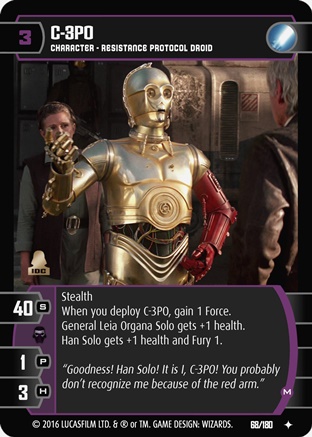 3
C-3PO
CHARACTER - RESISTANCE PROTOCOL DROID
IDC
40 S
1 P
3 H
Stealth
When you deploy C-3PO, gain 1 Force.
General Leia Organa Solo gets +1 health.
Han Solo gets +1 health and Fury 1.
“Goodness! Han Solo! It is I, C-3PO! You probably
don't recognize me because of the red arm.”
M
© 2016 LUCASFILM LTD. & ® or TM. GAME DESIGN: WIZARDS.
68/180